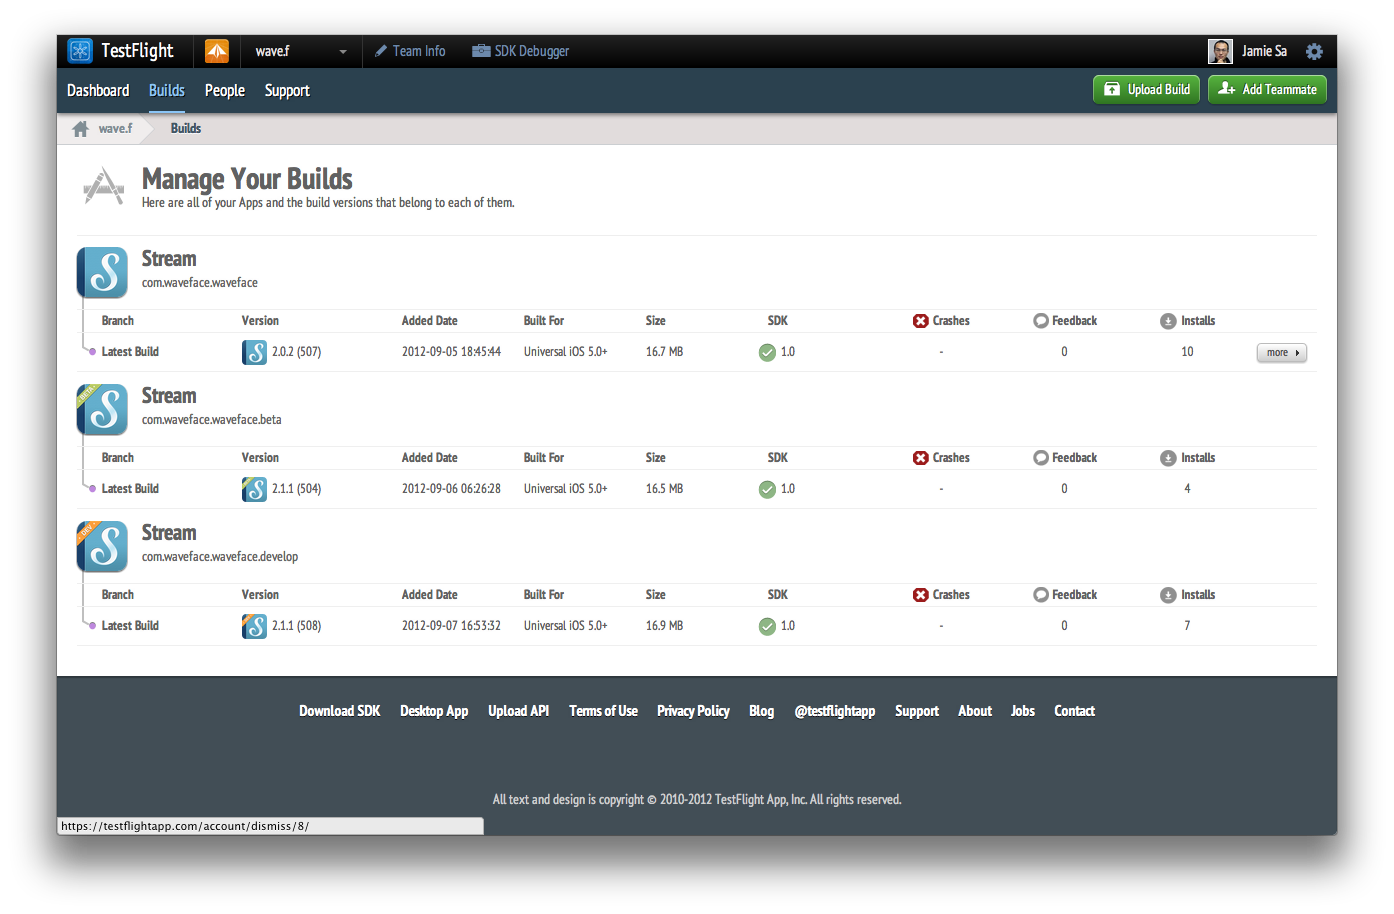 TestFlight wave.f Team Info SDK Debugger Jamie Sa
Dashboard Builds People Support Upload Build Add Teammate
wave.f Builds
Manage Your Builds
Here are all of your Apps and the build versions that belong to each of them.
S Stream
com.waveface.waveface
Branch Version Added Date Built For Size SDK Crashes Feedback Installs
Latest Build S 2.0.2 (507) 2012-09-05 18:45:44 Universal iOS 5.0+ 16.7 MB 1.0 - 0 10 more
BETA S Stream
com.waveface.waveface.beta
Branch Version Added Date Built For Size SDK Crashes Feedback Installs
Latest Build S 2.1.1 (504) 2012-09-06 06:26:28 Universal iOS 5.0+ 16.5 MB 1.0 - 0 4
DEV S Stream
com.waveface.waveface.develop
Branch Version Added Date Built For Size SDK Crashes Feedback Installs
Latest Build S 2.1.1 (508) 2012-09-07 16:53:32 Universal iOS 5.0+ 16.9 MB 1.0 - 0 7
Download SDK Desktop App Upload API Terms of Use Privacy Policy Blog @testflightapp Support About Jobs Contact
All text and design is copyright © 2010-2012 TestFlight App, Inc. All rights reserved.
https://testflightapp.com/account/dismiss/8/